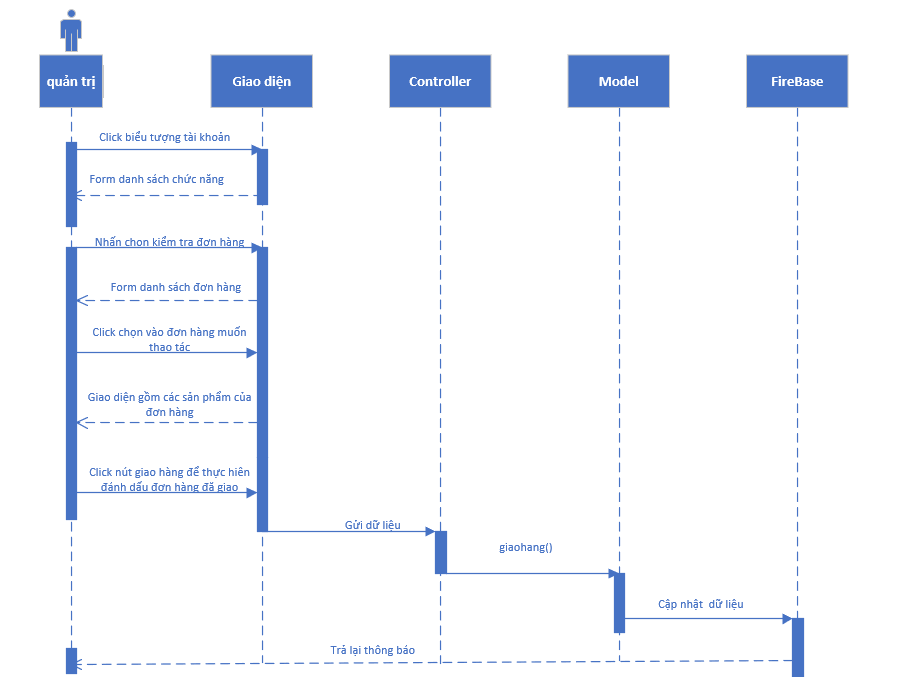 quản trị
Giao diện
Controller
Model
FireBase
Click biểu tượng tài khoản
Form danh sách chức năng
Nhấn chọn kiểm tra đơn hàng
Form danh sách đơn hàng
Click chọn vào đơn hàng muốn
thao tác
Giao diện gồm các sản phẩm của
đơn hàng
Click nút giao hàng để thực hiên
đánh dấu đơn hàng đã giao
Gửi dữ liệu
giaohang()
Cập nhật dữ liệu
Trả lại thông báo